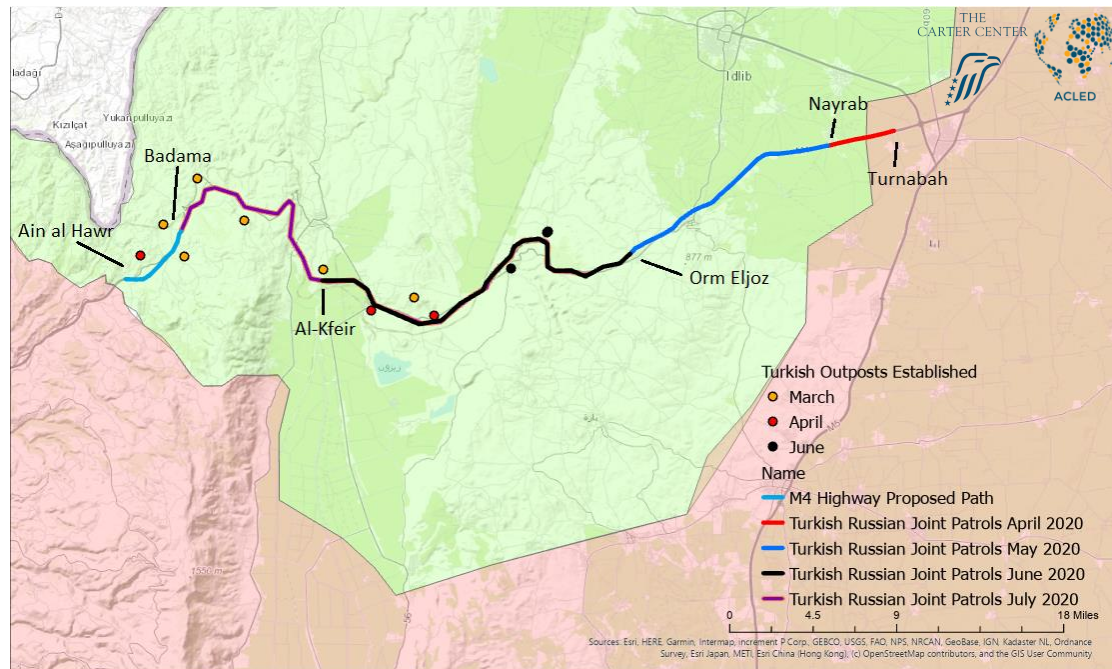 THE
CARTER CENTER
ACLED
Idlib
Nayrab
Turnabah
Kızılçat
Yukarıpulluyazı
Aşağıpulluyazı
Badama
Ain al Hawr
877 m
Orm Eljoz
Al-Kfeir
M5
1550 m
Turkish Outposts Established
March
April
June
Name
M4 Highway Proposed Path
Turkish Russian Joint Patrols April 2020
Turkish Russian Joint Patrols May 2020
Turkish Russian Joint Patrols June 2020
Turkish Russian Joint Patrols July 2020
0 4.5 9 18 Miles
Sources: Esri, HERE, Garmin, Intermap, increment P Corp., GEBCO, USGS, FAO, NPS, NRCAN, GeoBase, IGN, Kadaster NL, Ordnance
Survey, Esri Japan, METI, Esri China (Hong Kong), (c) OpenStreetMap contributors, and the GIS User Community